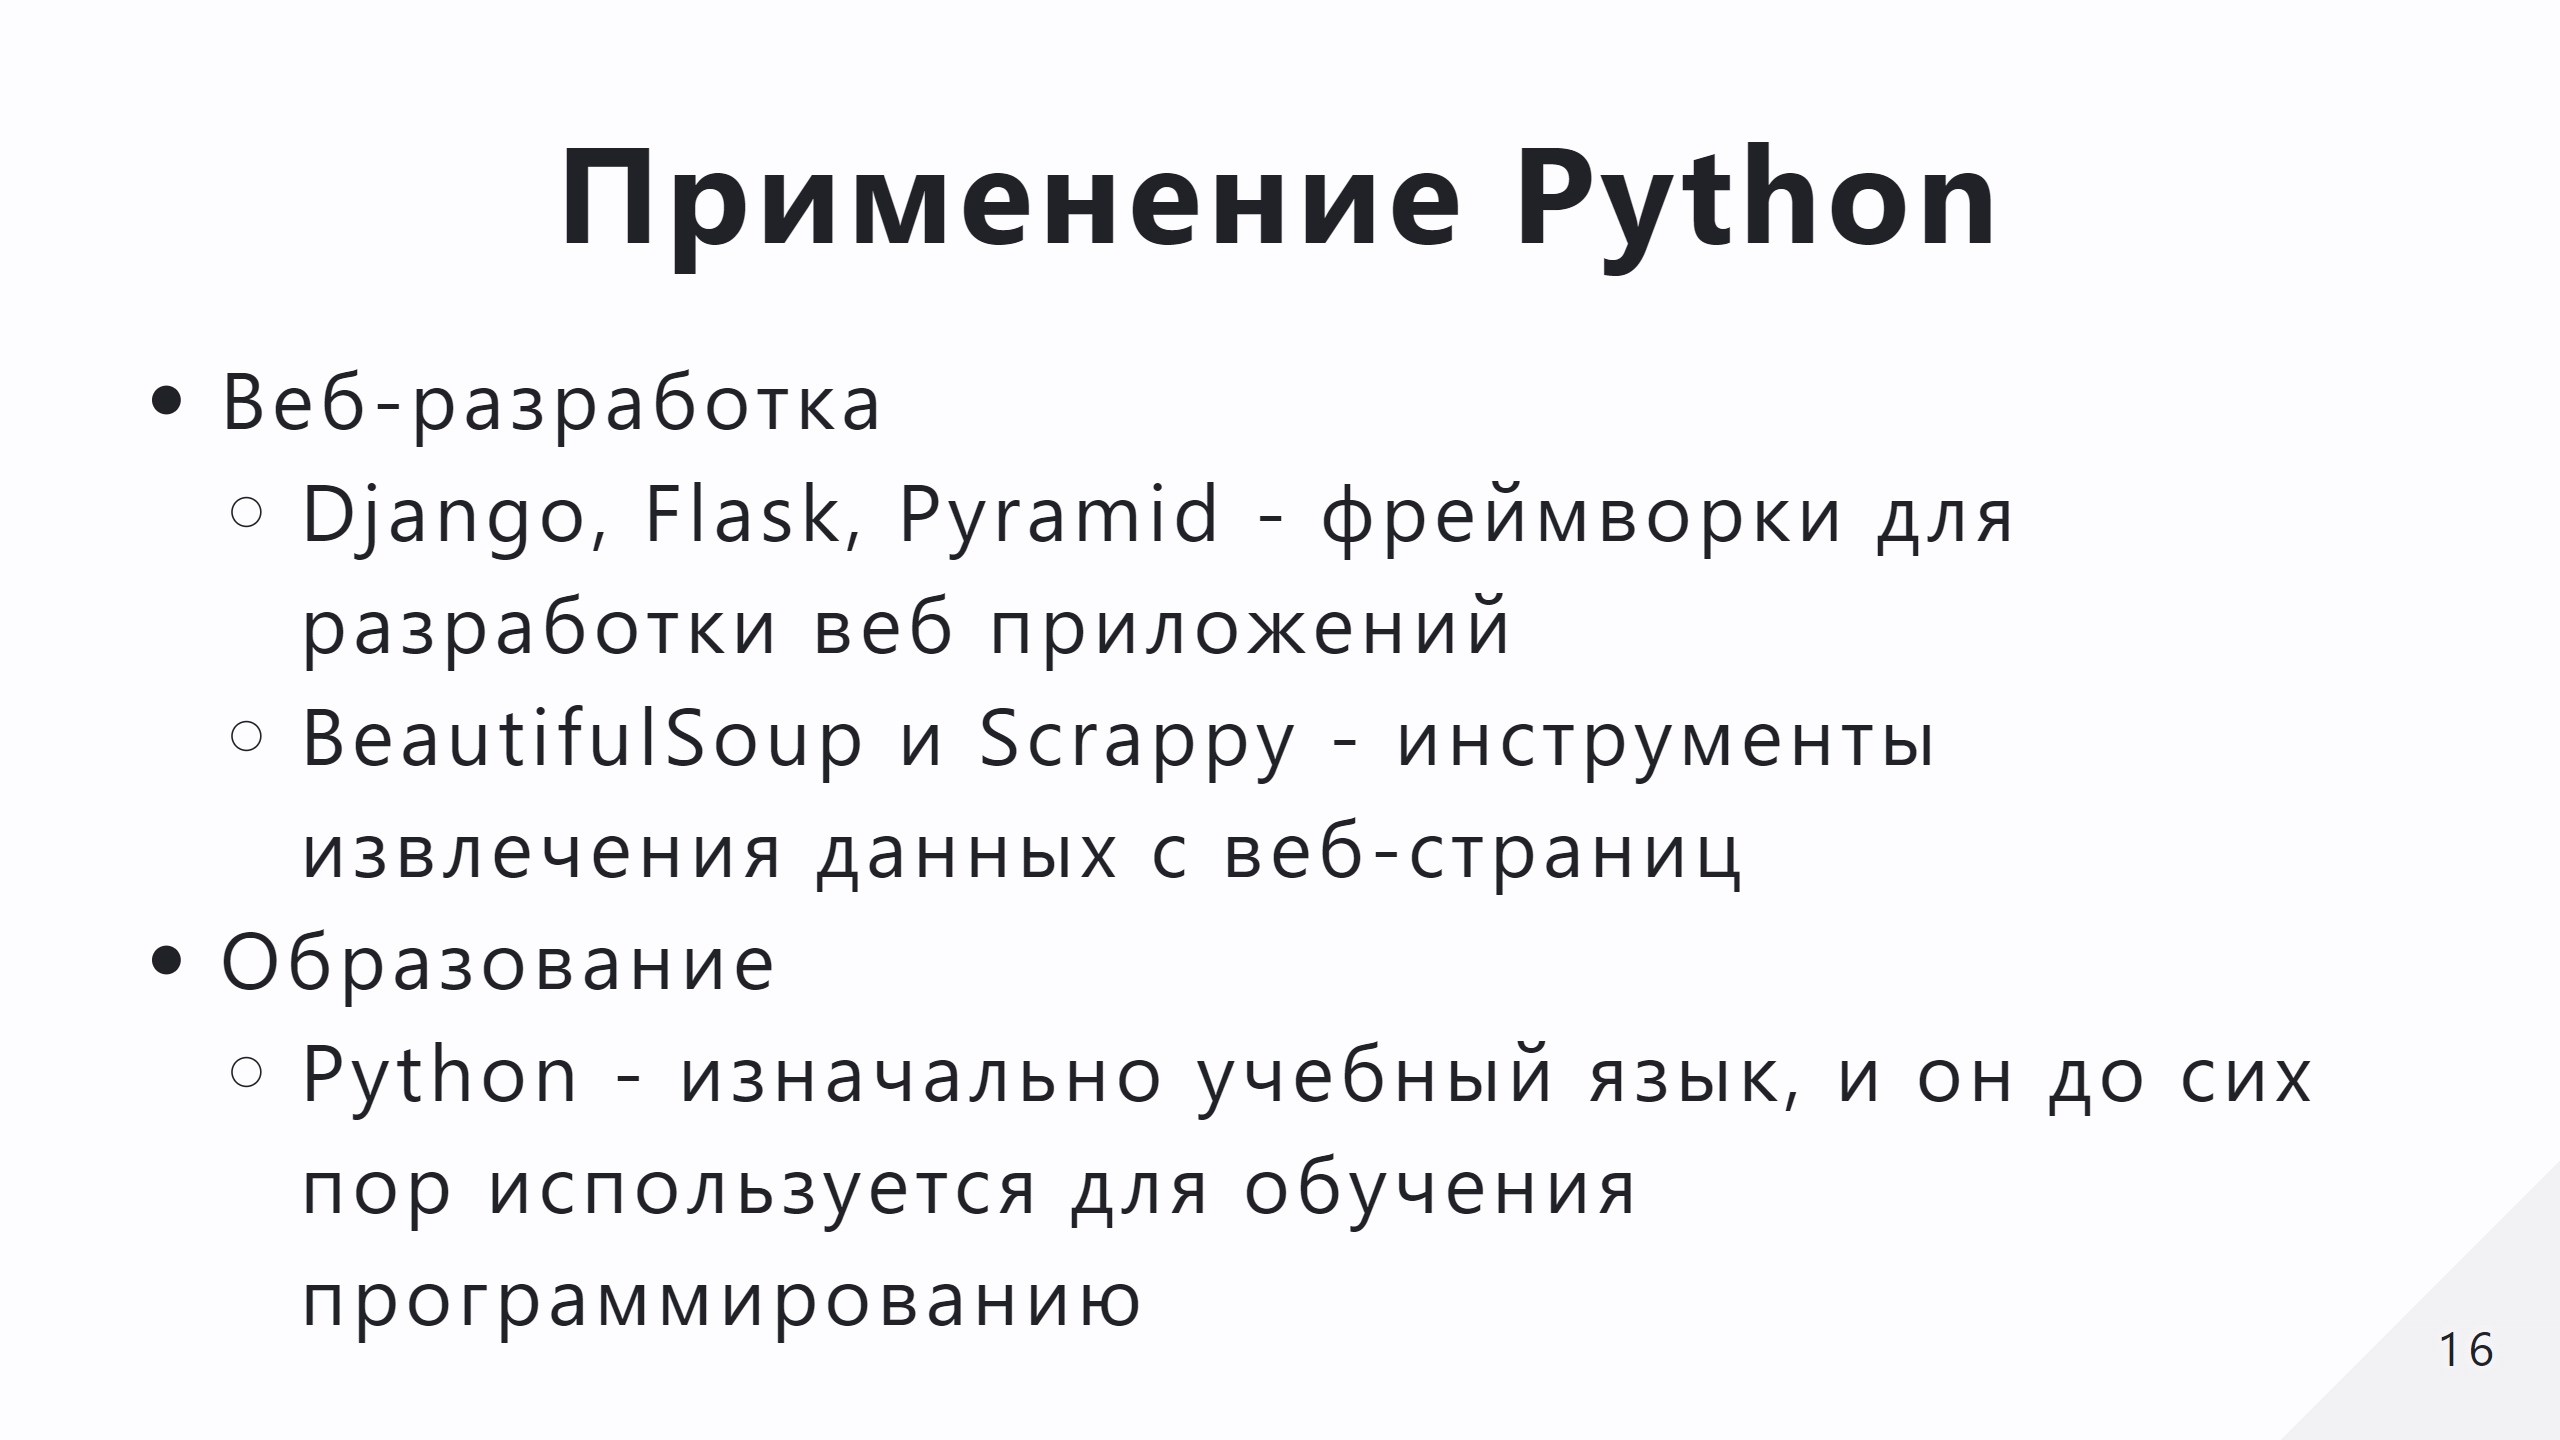 Применение Python
• Веб-разработка
○ Django, Flask, Pyramid - фреймворки для
разработки веб приложений
○ BeautifulSoup и Scrappy - инструменты
извлечения данных с веб-страниц
• Образование
○ Python - изначально учебный язык, и он до сих
пор используется для обучения
программированию
16